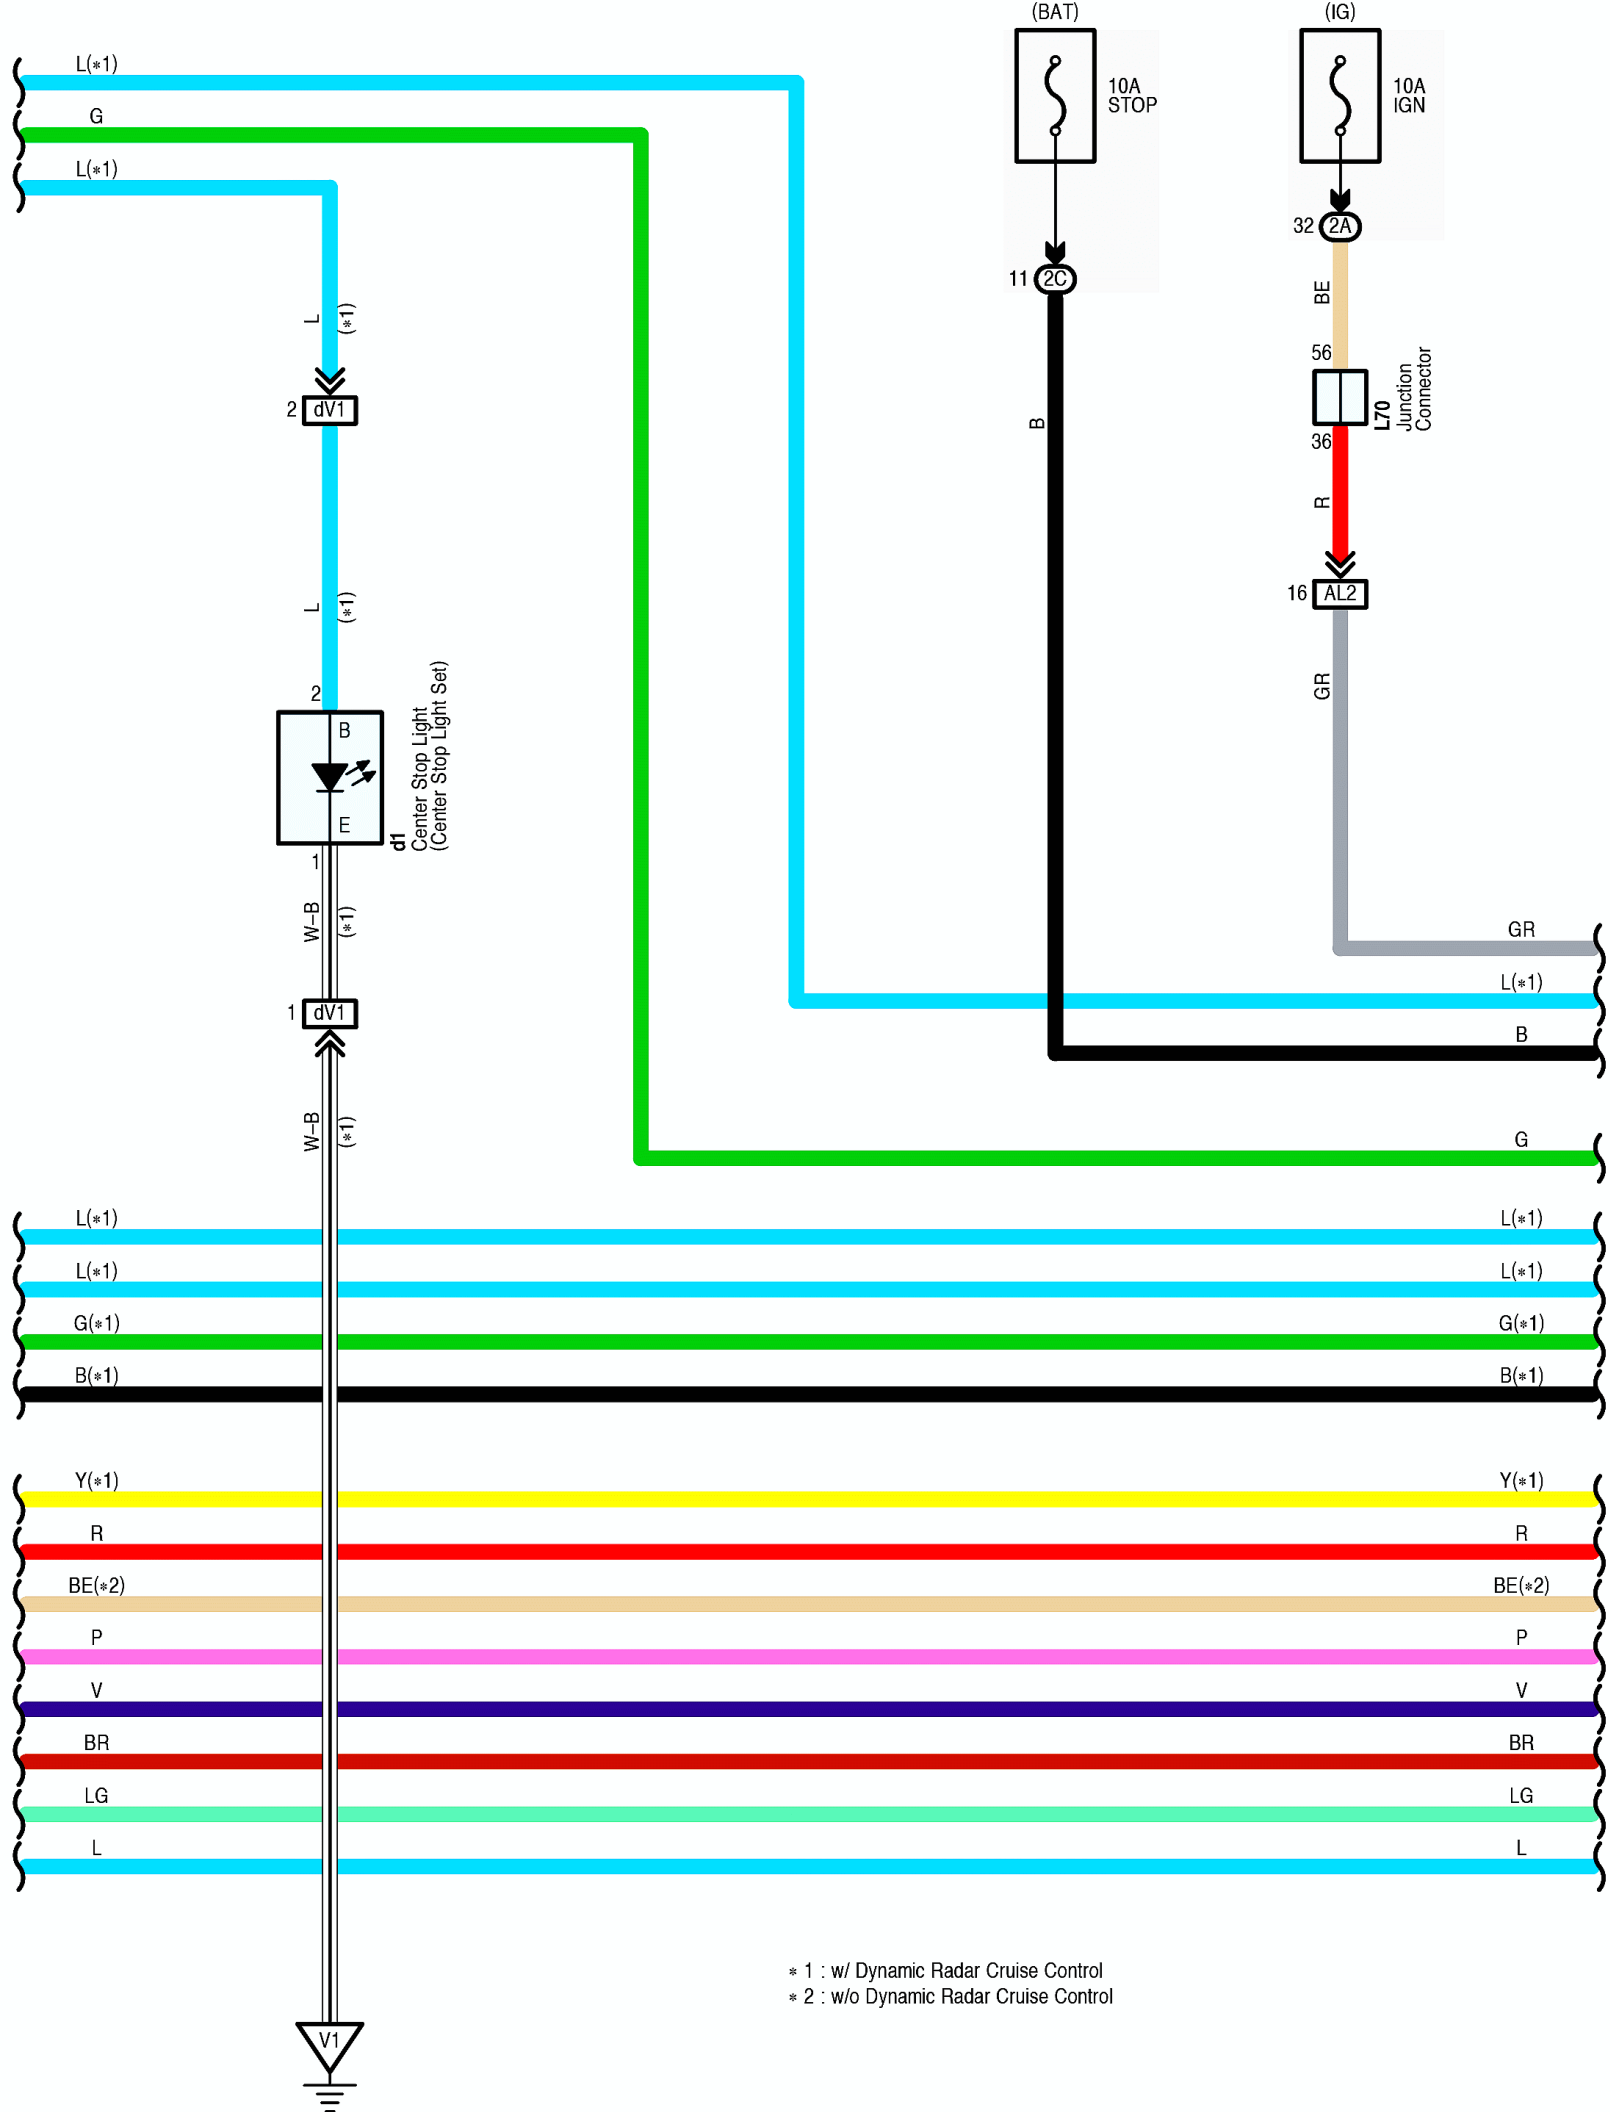 (BAT)
(IG)
L(*1)
10A
STOP
10A
IGN
G
L(*1)
32 2A
11 2C
BE
L
(*1)
56
L70
Junction
Connector
2 dV1
B
36
R
16 AL2
L
(*1)
GR
2
B
E
d1
Center Stop Light
(Center Stop Light Set)
1
W-B
(*1)
GR
L(*1)
1 dV1
B
W-B
(*1)
G
L(*1) L(*1)
L(*1) L(*1)
G(*1) G(*1)
B(*1) B(*1)
Y(*1) Y(*1)
R R
BE(*2) BE(*2)
P P
V V
BR BR
LG LG
L L
* 1 : w/ Dynamic Radar Cruise Control
* 2 : w/o Dynamic Radar Cruise Control
V1